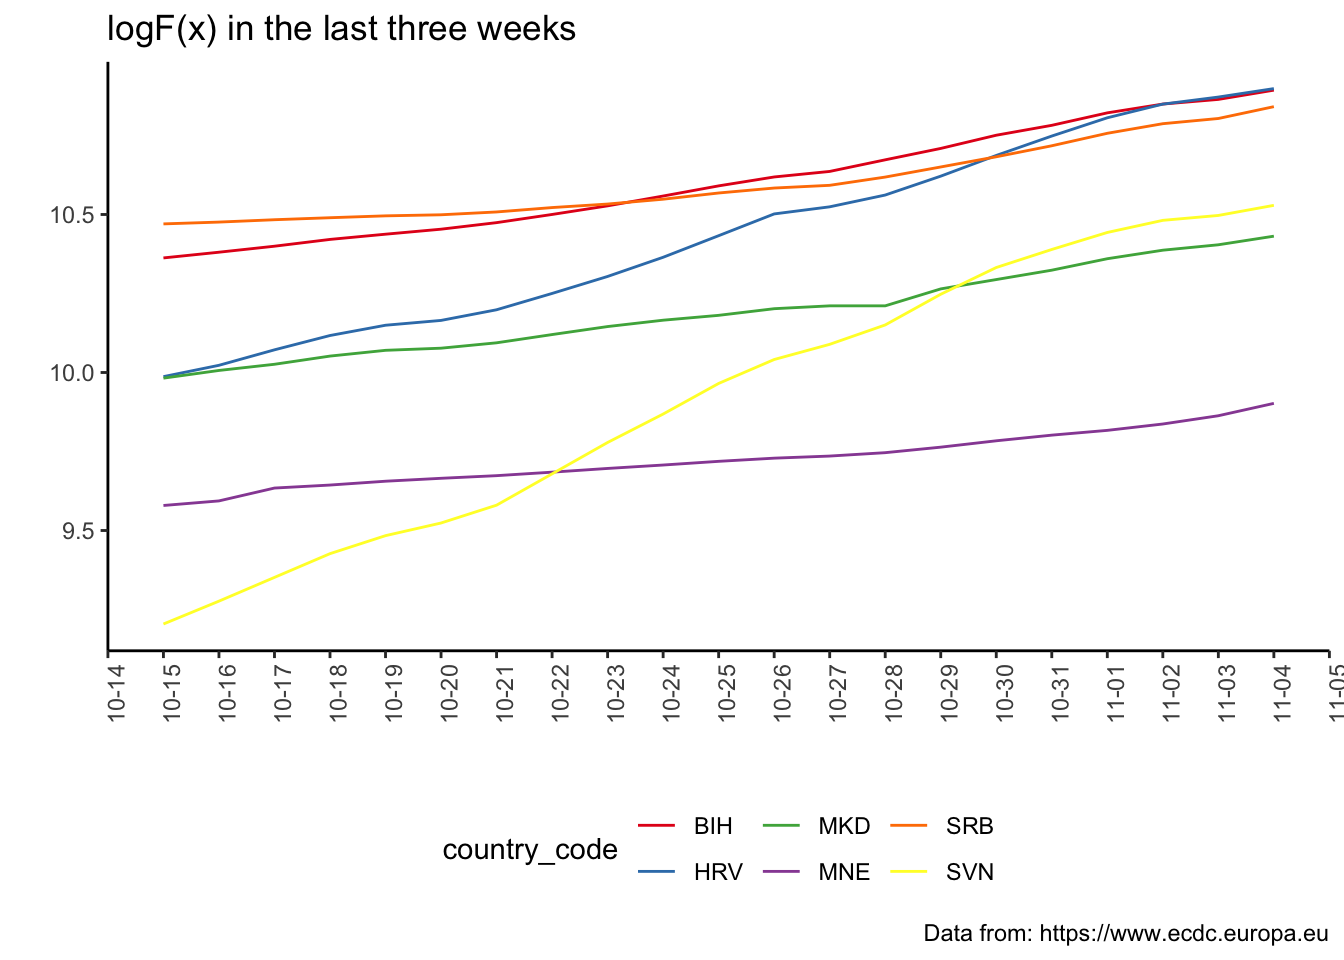 logF(x) in the last three weeks
10.5
10.0
9.5
10-14 10-15 10-16 10-17 10-18 10-19 10-20 10-21 10-22 10-23 10-24 10-25 10-26 10-27 10-28 10-29 10-30 10-31 11-01 11-02 11-03 11-04 11-05
country_code
BIH MKD SRB
HRV MNE SVN
Data from: https://www.ecdc.europa.eu